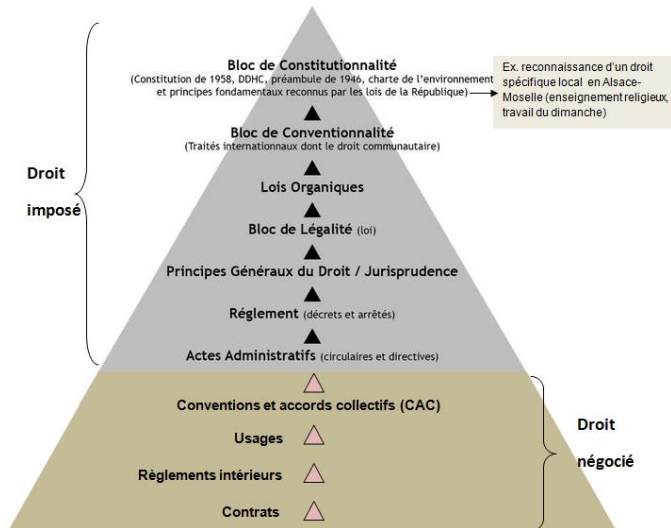 Bloc de Constitutionnalité
(Constitution de 1958, DDHC, préambule de 1946, charte de l'environnement
et principes fondamentaux reconnus par les lois de la République)
Ex. reconnaissance d'un droit
spécifique local en Alsace-
Moselle (enseignement religieux,
travail du dimanche)
Bloc de Conventionnalité
(Traités internationnaux dont le droit communautaire)
Droit
imposé
Lois Organiques
Bloc de Légalité (loi)
Principes Généraux du Droit / Jurisprudence
Réglement (décrets et arrêtés)
Actes Administratifs (circulaires et directives)
Conventions et accords collectifs (CAC)
Usages
Droit
négocié
Règlements intérieurs
Contrats